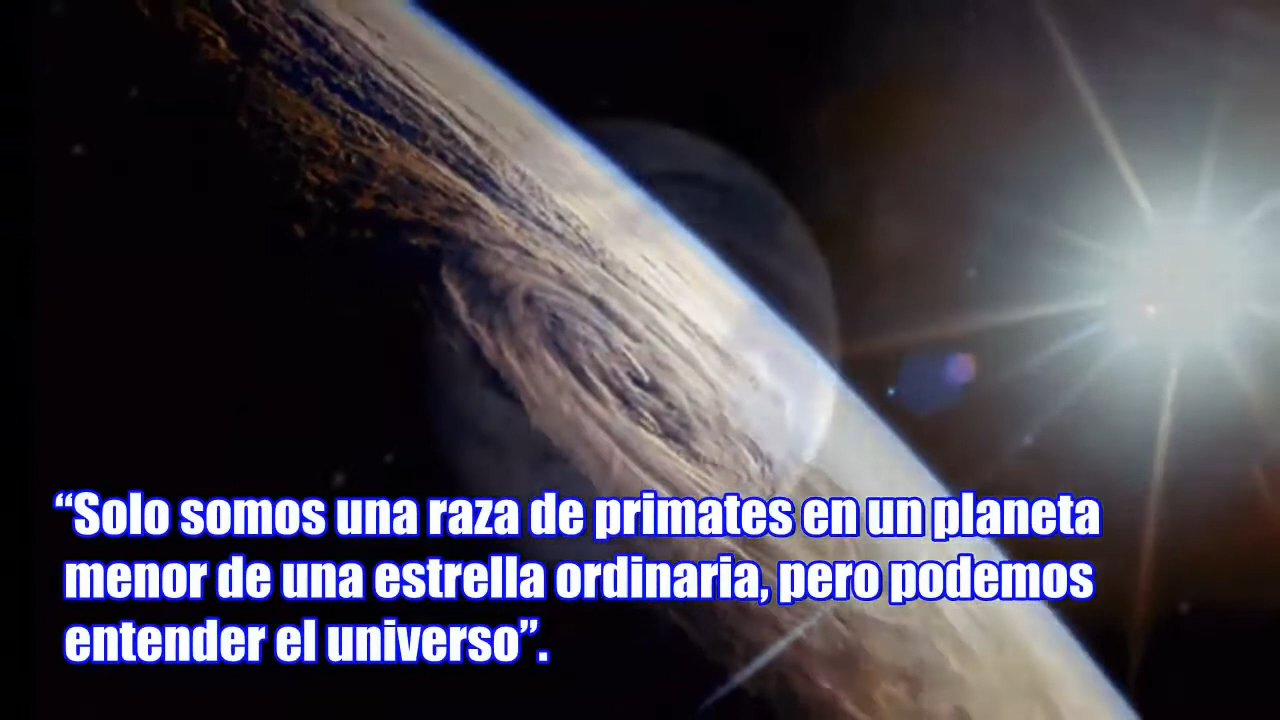 “Solo somos una raza de primates en un planeta
menor de una estrella ordinaria, pero podemos
entender el universo”.